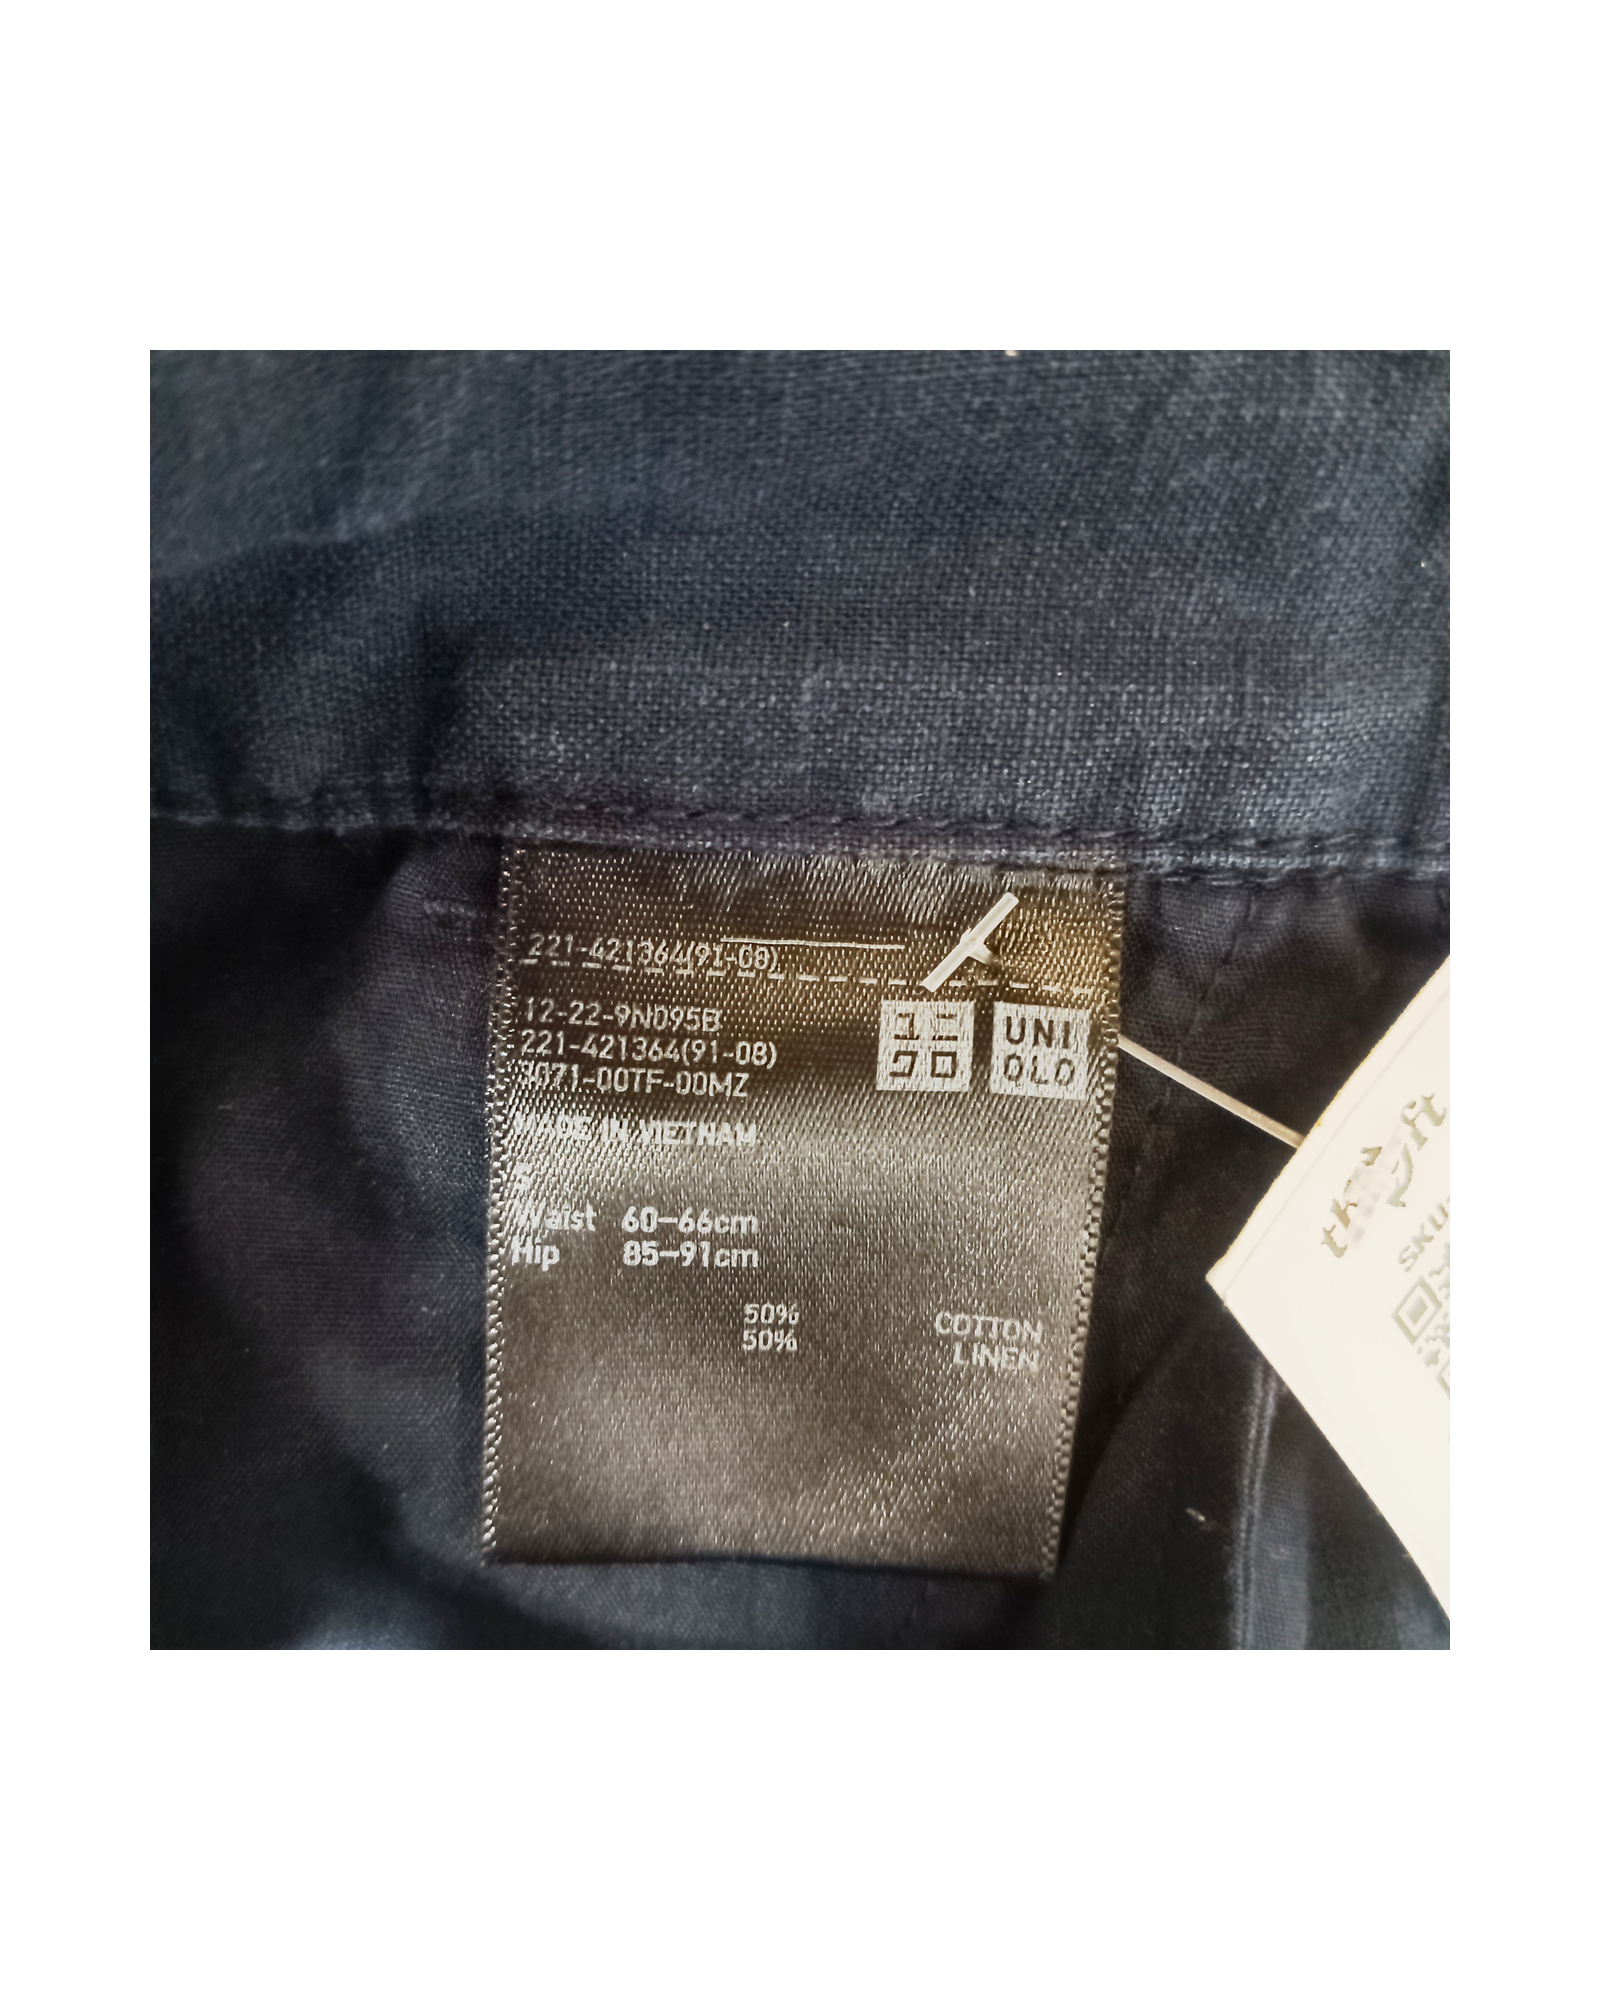 221-421364(91-08)
12-22-9N095B
221-421364(91-08)
3071-00TF-00MZ
ユニ
クロ
UNI
QLO
MADE IN VIETNAM
S
Waist 60-66cm
Hip 85-91cm
50% COTTON
50% LINEN
SKU